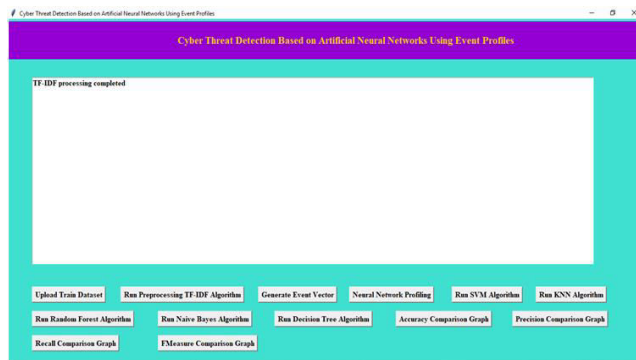 Cyber Threat Detection Based on Artificial Neural Networks Using Event Profiles
Cyber Threat Detection Based on Artificial Neural Networks Using Event Profiles
TF-IDF processing completed
Upload Train Dataset Run Preprocessing TF-IDF Algorithm Generate Event Vector Neural Network Profiling Run SVM Algorithm Run KNN Algorithm
Run Random Forest Algorithm Run Naive Bayes Algorithm Run Decision Tree Algorithm Accuracy Comparison Graph Precision Comparison Graph
Recall Comparison Graph FMeasure Comparison Graph